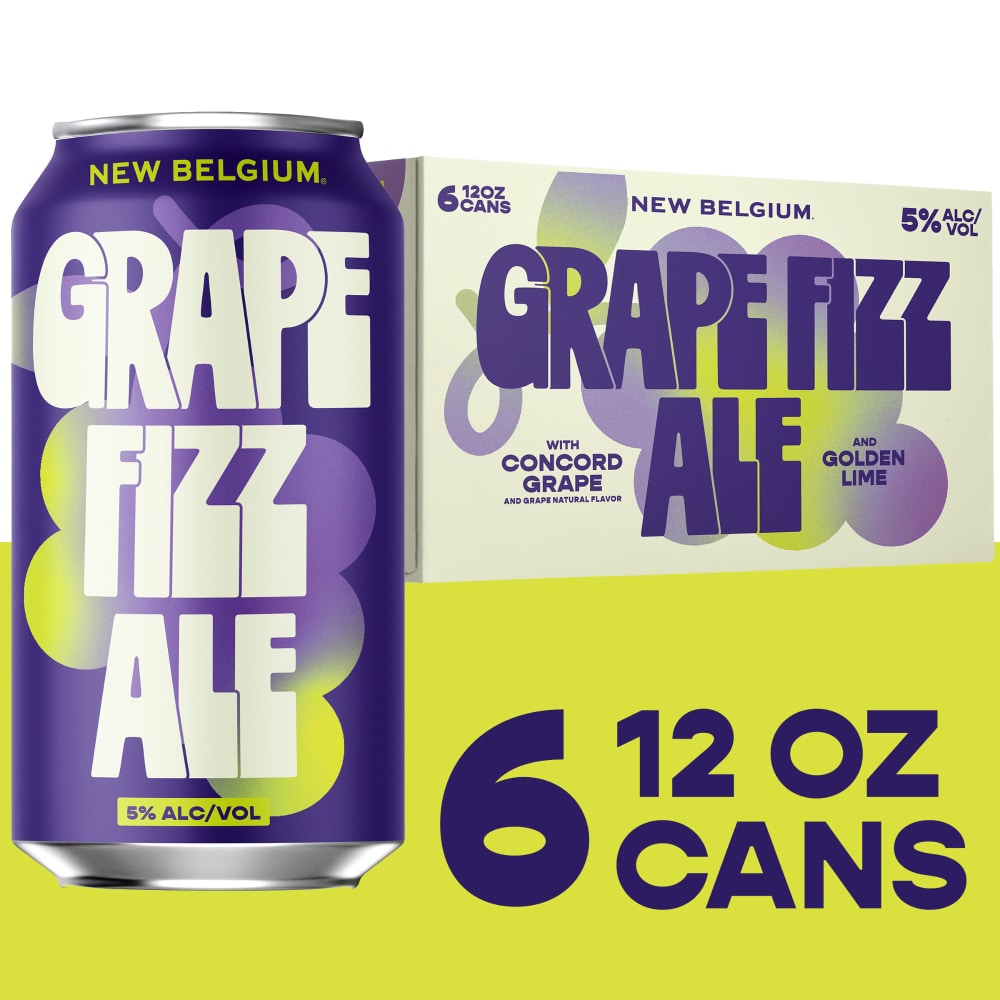 NEW BELGIUM®
GRAPE
FIZZ
ALE
5% ALC/VOL
6 12OZ
CANS
NEW BELGIUM.
5% ALC/
VOL
GRAPE FIZZ
ALE
WITH
CONCORD
GRAPE
AND GRAPE NATURAL FLAVOR
AND
GOLDEN
LIME
6 12 OZ
CANS